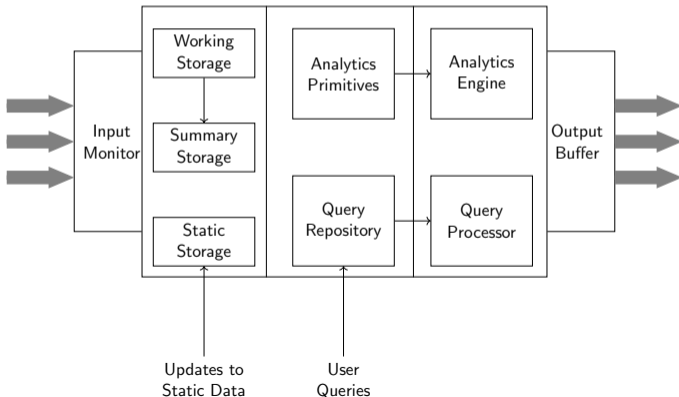 Input
Monitor
Working
Storage
Summary
Storage
Static
Storage
Analytics
Primitives
Query
Repository
Analytics
Engine
Query
Processor
Output
Buffer
Updates to
Static Data
User
Queries